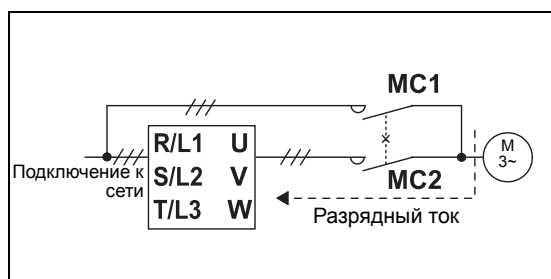 MC1
R/L1 U
Подключение к
сети
S/L2 V
T/L3 W
MC2
M
3~
Разрядный ток